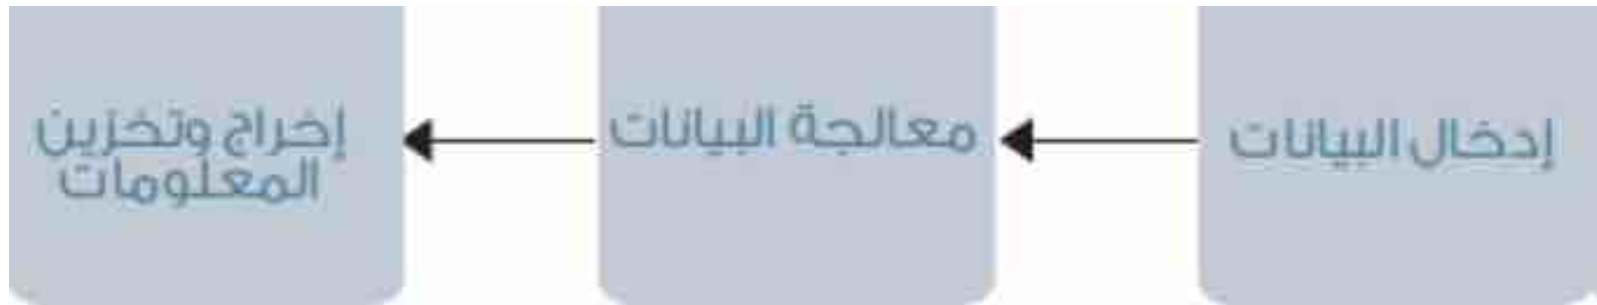 إدخال البيانات
معالجة البيانات
إخراج وتخزين
المعلومات